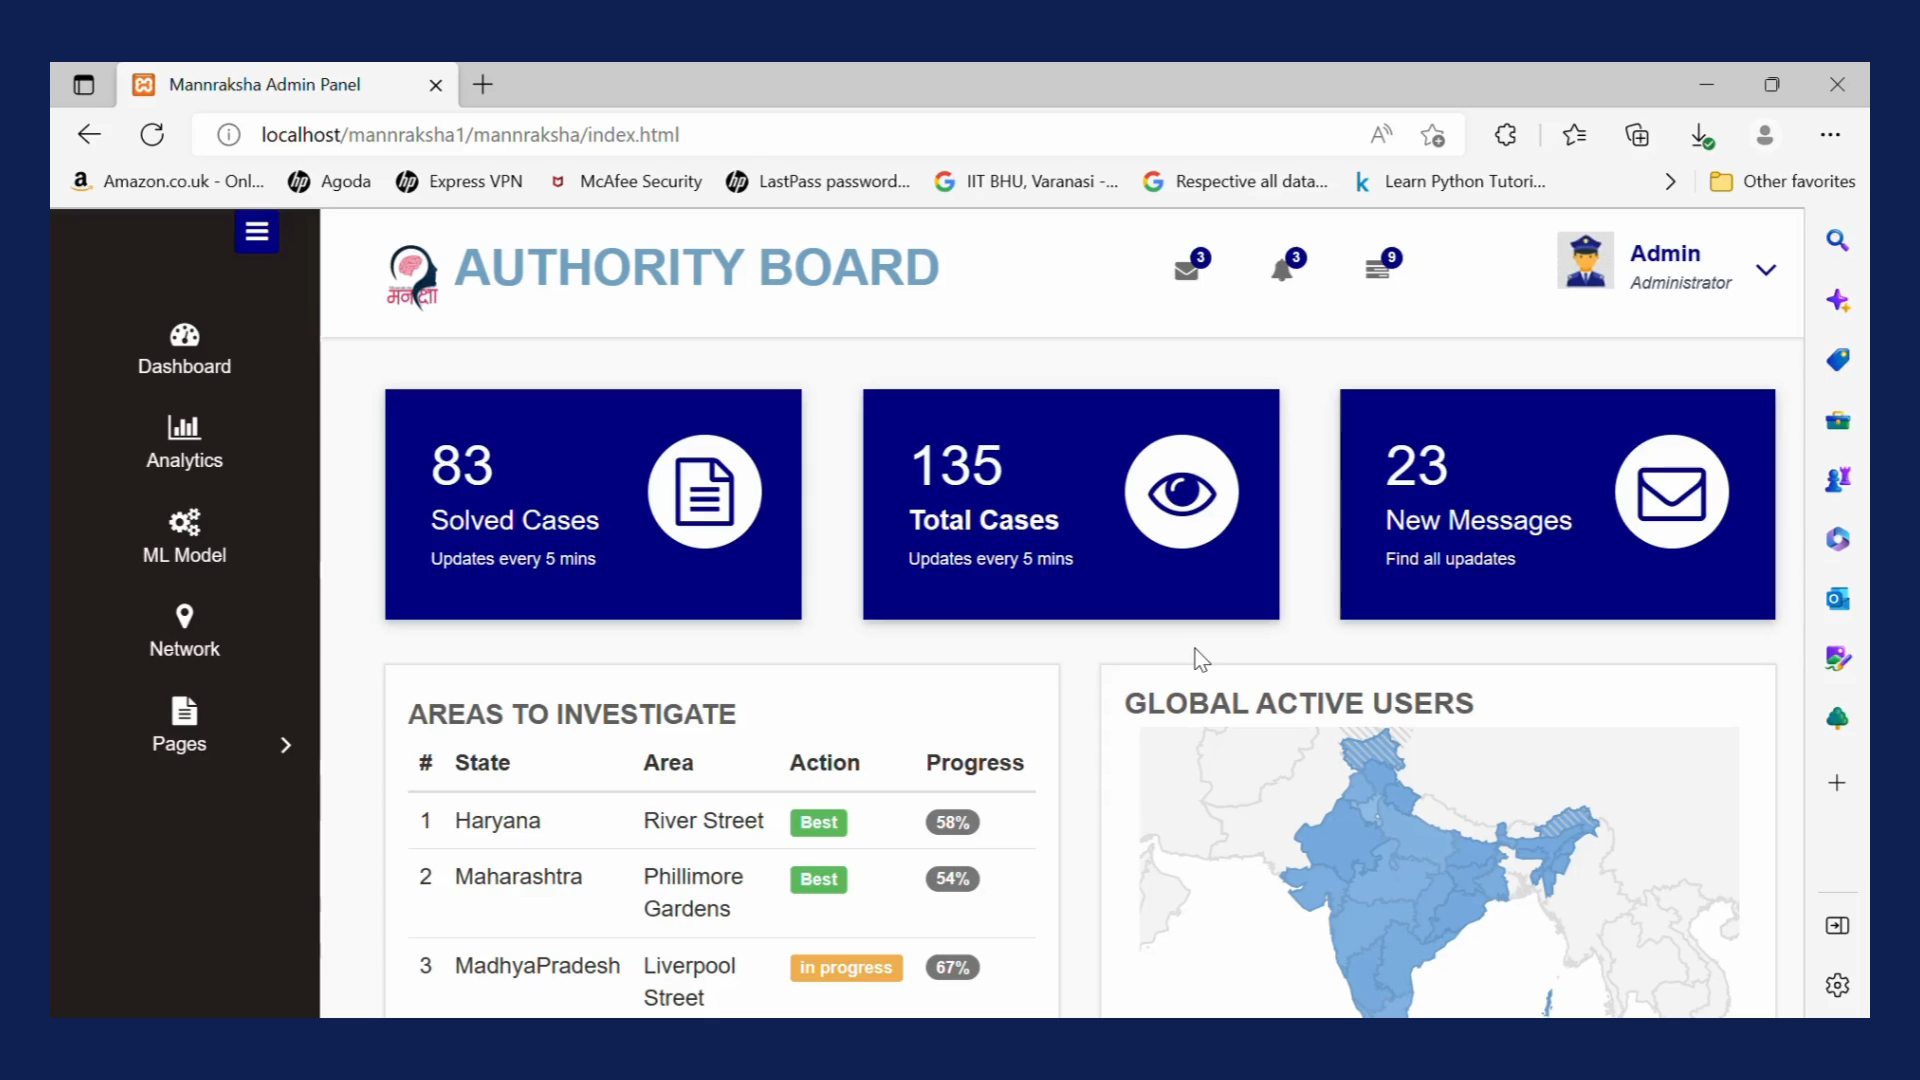 Mannraksha Admin Panel
localhost/mannraksha1/mannraksha/index.html
Amazon.co.uk - Onl...
Agoda
Express VPN
McAfee Security
LastPass password...
IIT BHU, Varanasi -...
Respective all data...
Learn Python Tutori...
Other favorites
AUTHORITY BOARD
3
3
9
Admin
Administrator
Dashboard
Analytics
ML Model
Network
Pages
83
Solved Cases
Updates every 5 mins
135
Total Cases
Updates every 5 mins
23
New Messages
Find all upadates
AREAS TO INVESTIGATE
# State Area Action Progress
1 Haryana River Street Best 58%
2 Maharashtra Phillimore Gardens Best 54%
3 MadhyaPradesh Liverpool Street in progress 67%
GLOBAL ACTIVE USERS